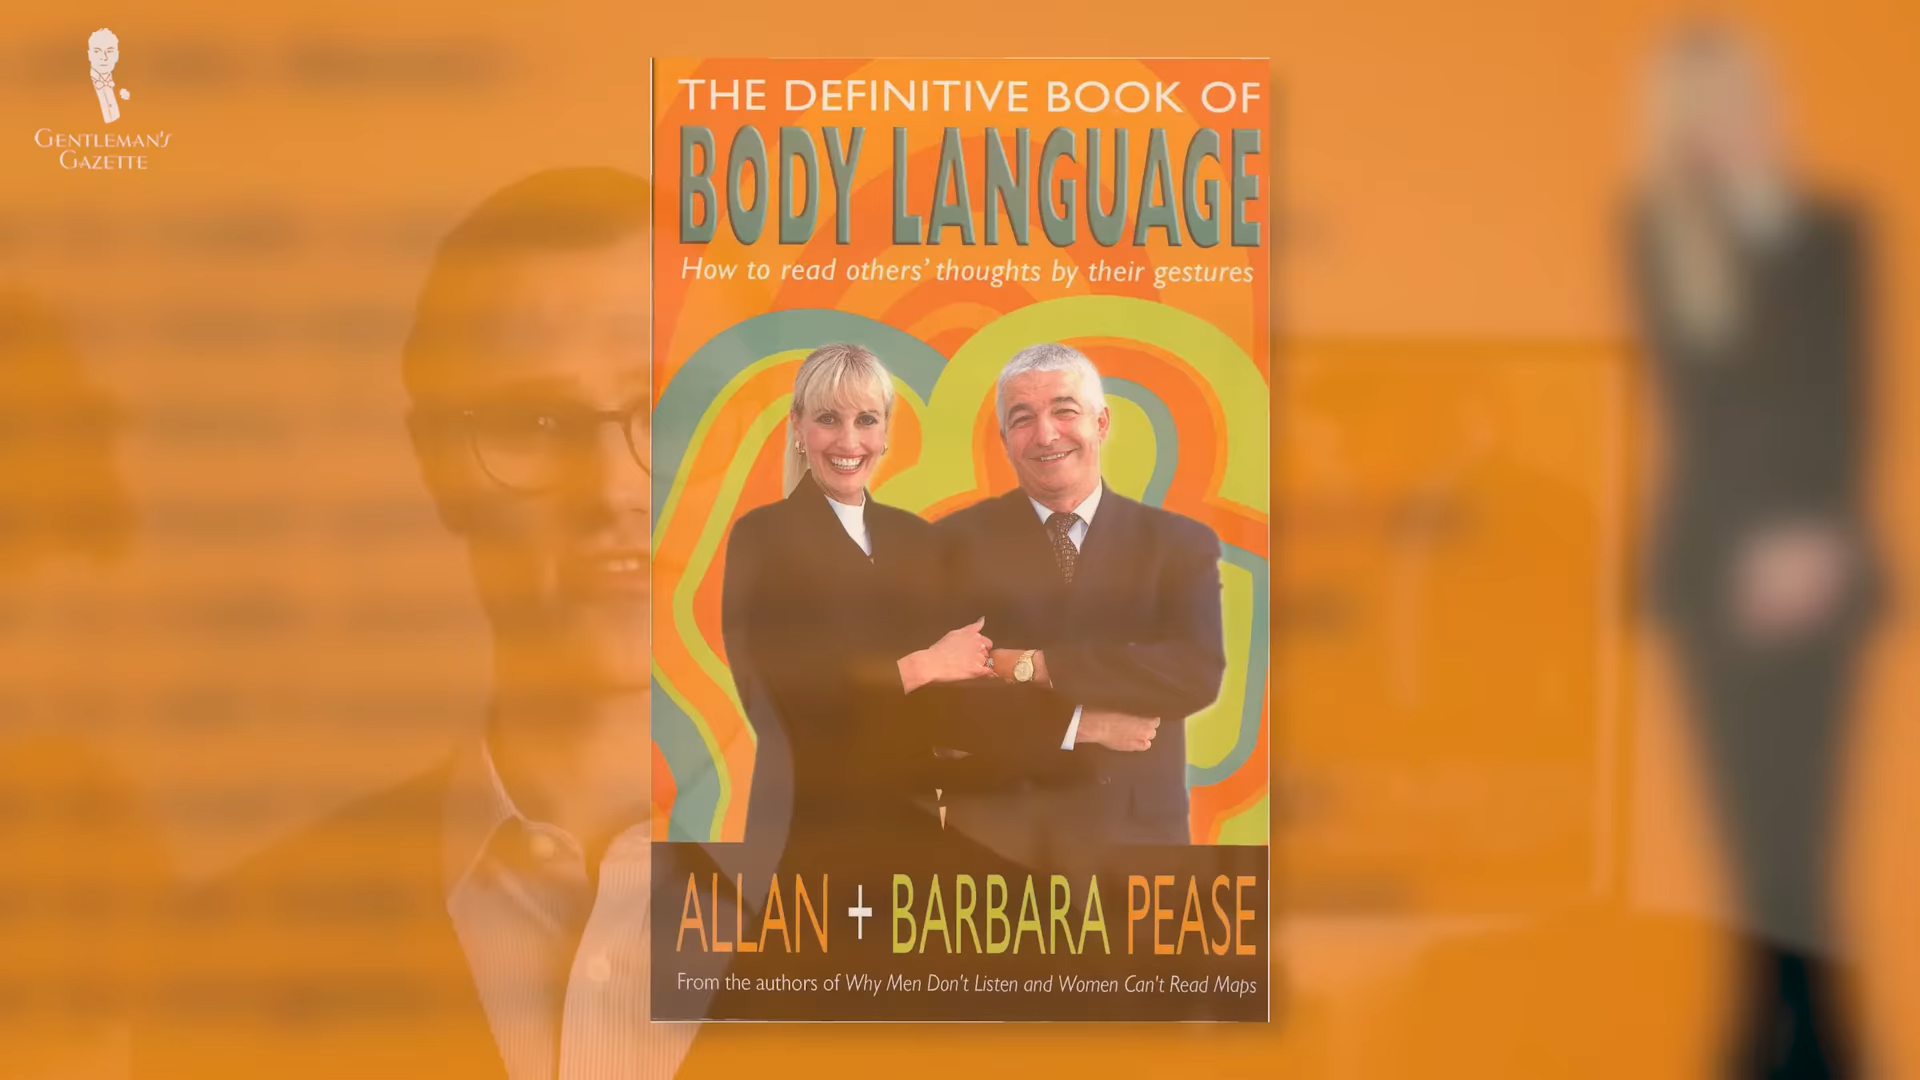 GENTLEMAN'S
GAZETTE
THE DEFINITIVE BOOK OF
BODY LANGUAGE
How to read others' thoughts by their gestures
ALLAN + BARBARA PEASE
From the authors of Why Men Don't Listen and Women Can't Read Maps